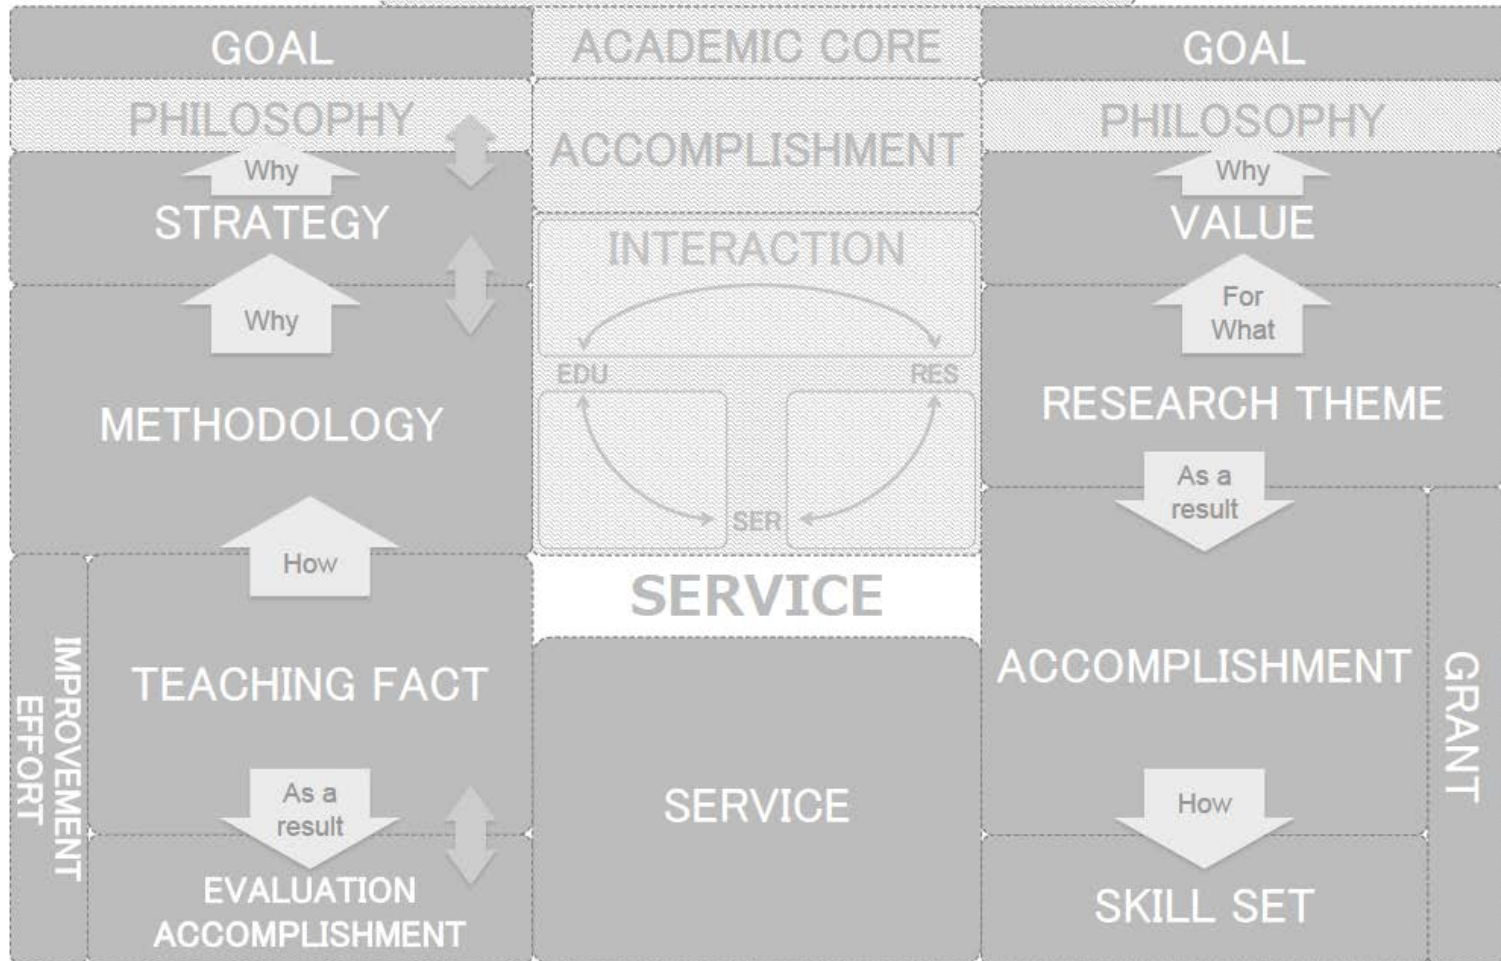 GOAL
PHILOSOPHY
Why
STRATEGY
Why
METHODOLOGY
How
TEACHING FACT
IMPROVEMENT
EFFORT
As a
result
EVALUATION
ACCOMPLISHMENT
ACADEMIC CORE
ACCOMPLISHMENT
INTERACTION
EDU
RES
SER
SERVICE
SERVICE
GOAL
PHILOSOPHY
Why
VALUE
For
What
RESEARCH THEME
As a
result
ACCOMPLISHMENT
GRANT
How
SKILL SET